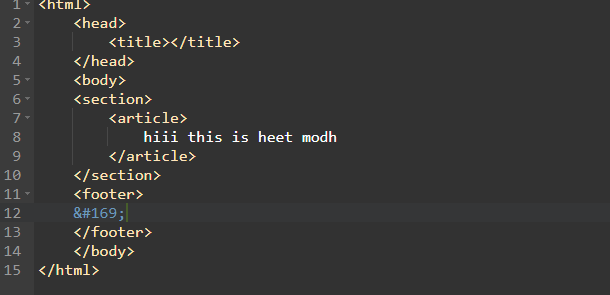 1 <html>
2 <head>
3 <title></title>
4 </head>
5 <body>
6 <section>
7 <article>
8 hiii this is heet modh
9 </article>
10 </section>
11 <footer>
12 &#169;
13 </footer>
14 </body>
15 </html>